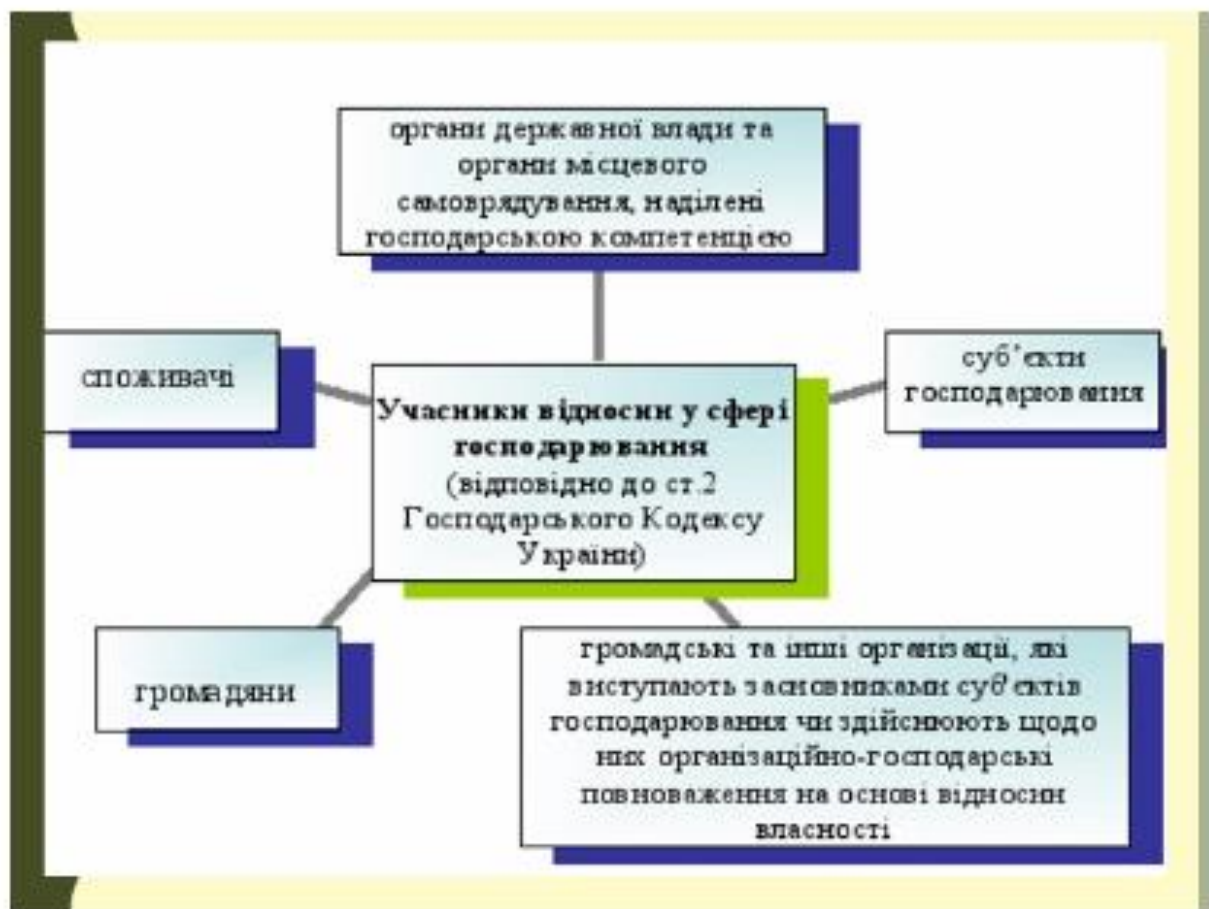 органи державної влади та
органи місцевого
самоврядування, наділені
господарською компетенцією
споживачі
суб’єкти
господарювання
Учасники відносин у сфері
господарювання
(відповідно до ст.2
Господарського Кодексу
України)
громадяни
громадські та інші організації, які
виступають засновниками суб'єктів
господарювання чи здійснюють щодо
них організаційно-господарські
повноваження на основі відносин
власності